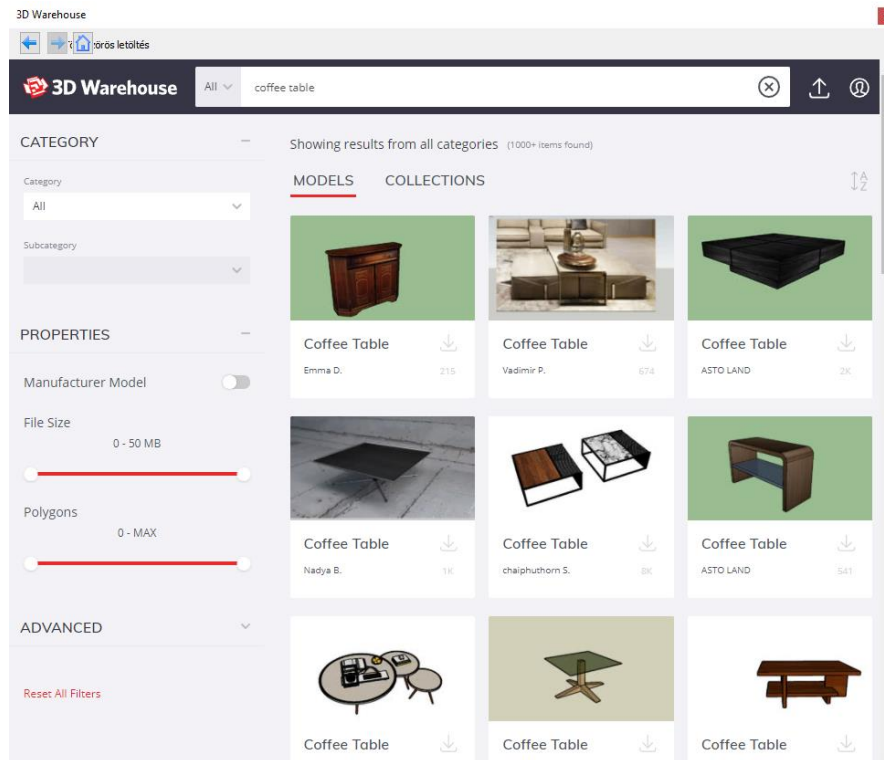 3D Warehouse
örös letöltés
3D Warehouse
All
coffee table
CATEGORY
Showing results from all categories (1000+ items found)
Category
All
MODELS COLLECTIONS
A
Z
Subcategory
PROPERTIES
Coffee Table
Emma D. 215
Coffee Table
Vadimir P. 674
Coffee Table
ASTO LAND 2K
Manufacturer Model
File Size
0 - 50 MB
Polygons
0 - MAX
Coffee Table
Nadya B. 1K
Coffee Table
chaiphuthorn S. 8K
Coffee Table
ASTO LAND 541
ADVANCED
Reset All Filters
Coffee Table
Coffee Table
Coffee Table